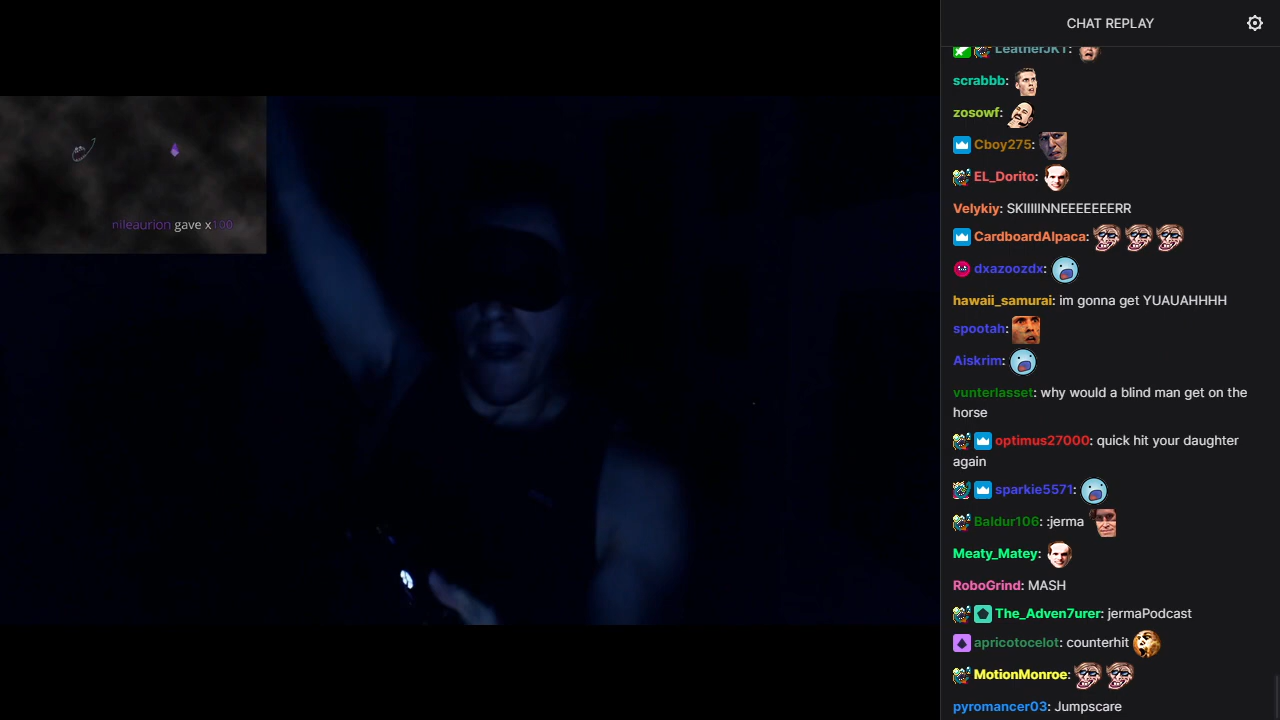 CHAT REPLAY
nileaurion gave x100
LeatherJK1:
scrabbb:
zosowf:
Cboy275:
EL_Dorito:
Velykiy: SKIIIIINNEEEEEEERR
CardboardAlpaca:
dxazoozdx:
hawaii_samurai: im gonna get YUAUAHHHH
spootah:
Aiskrim:
vunterlasset: why would a blind man get on the
horse
optimus27000: quick hit your daughter
again
sparkie5571:
Baldur106: :jerma
Meaty_Matey:
RoboGrind: MASH
The_Adven7urer: jermaPodcast
apricotocelot: counterhit
MotionMonroe:
pyromancer03: Jumpscare